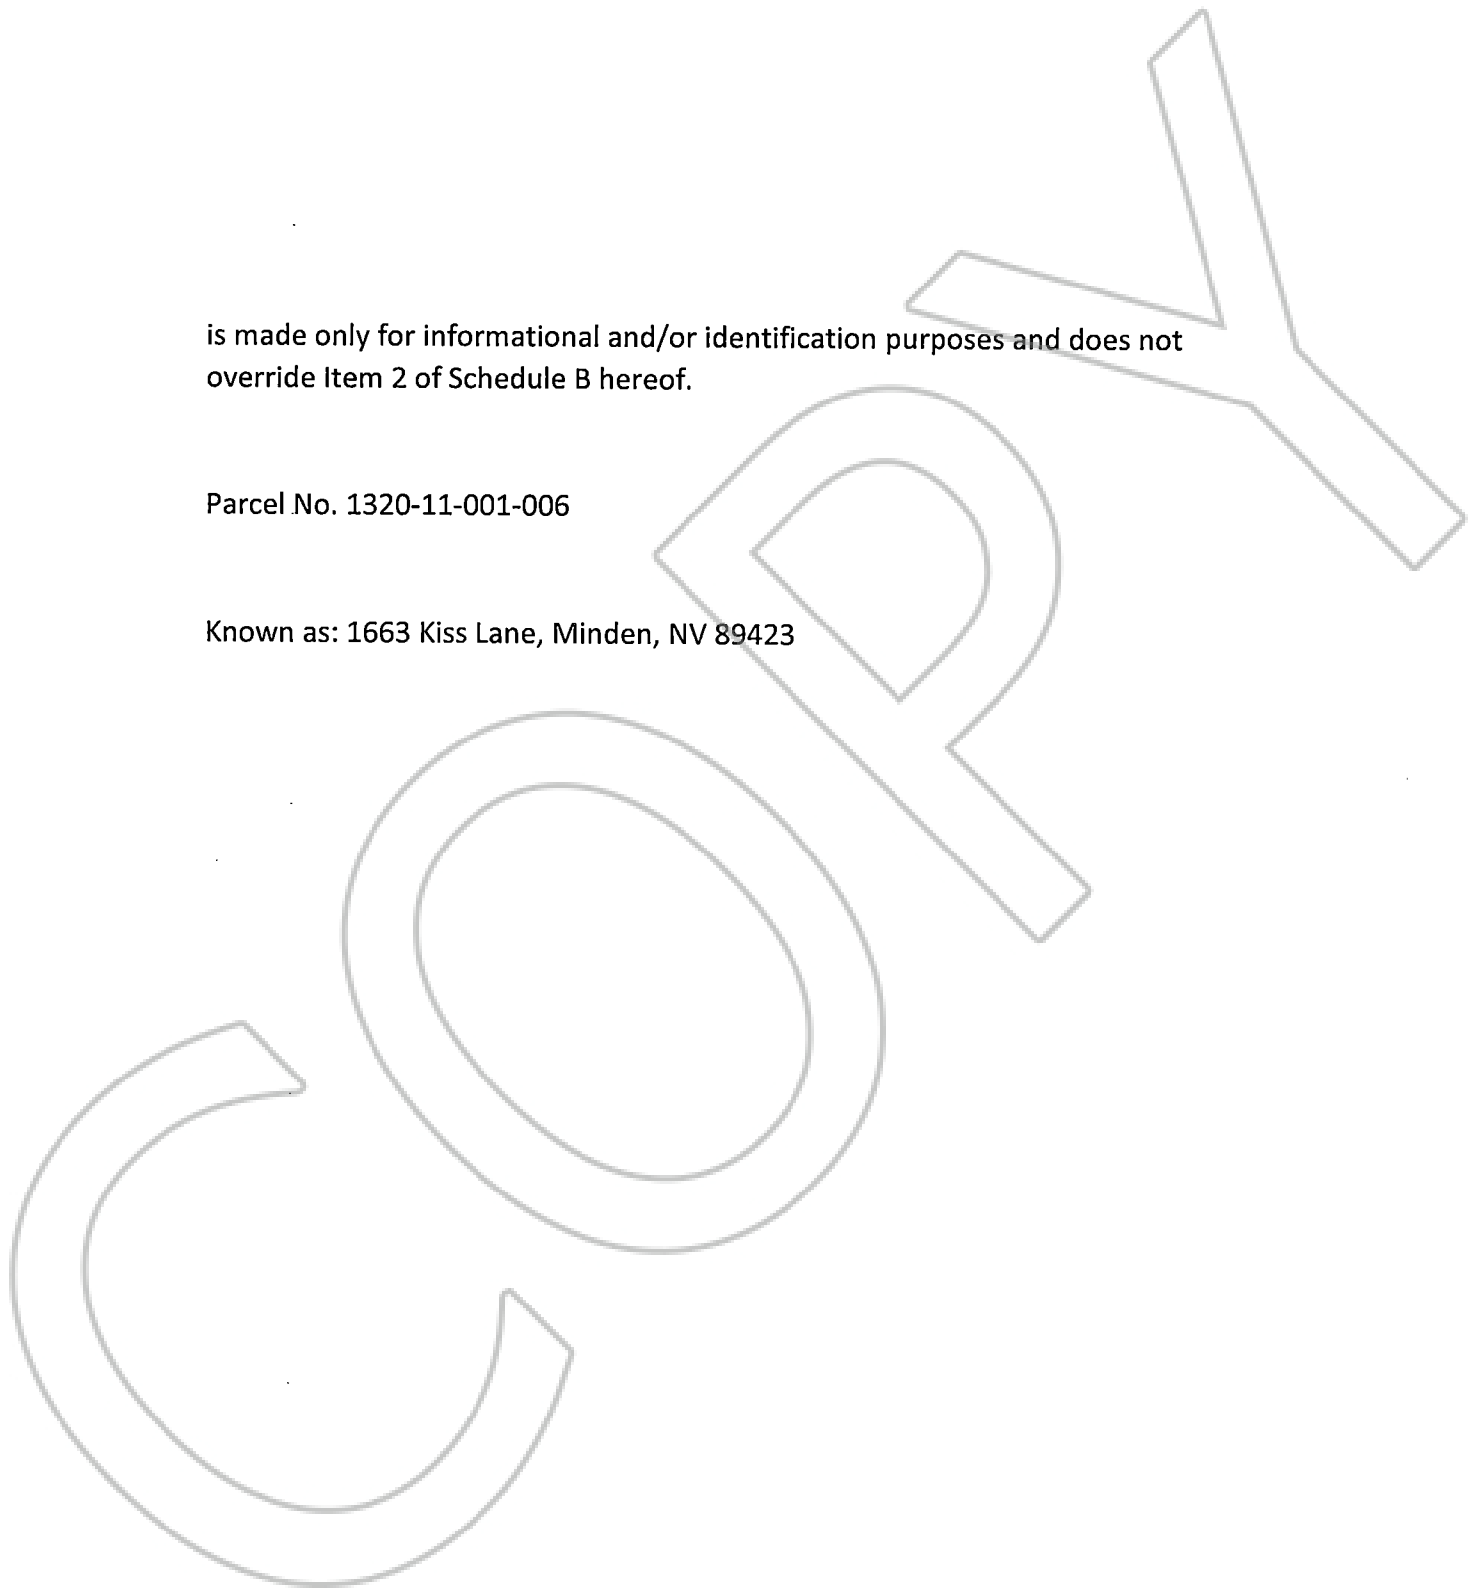 is made only for informational and/or identification purposes and does not
override Item 2 of Schedule B hereof.
Parcel No. 1320-11-001-006
Known as: 1663 Kiss Lane, Minden, NV 89423
COPY